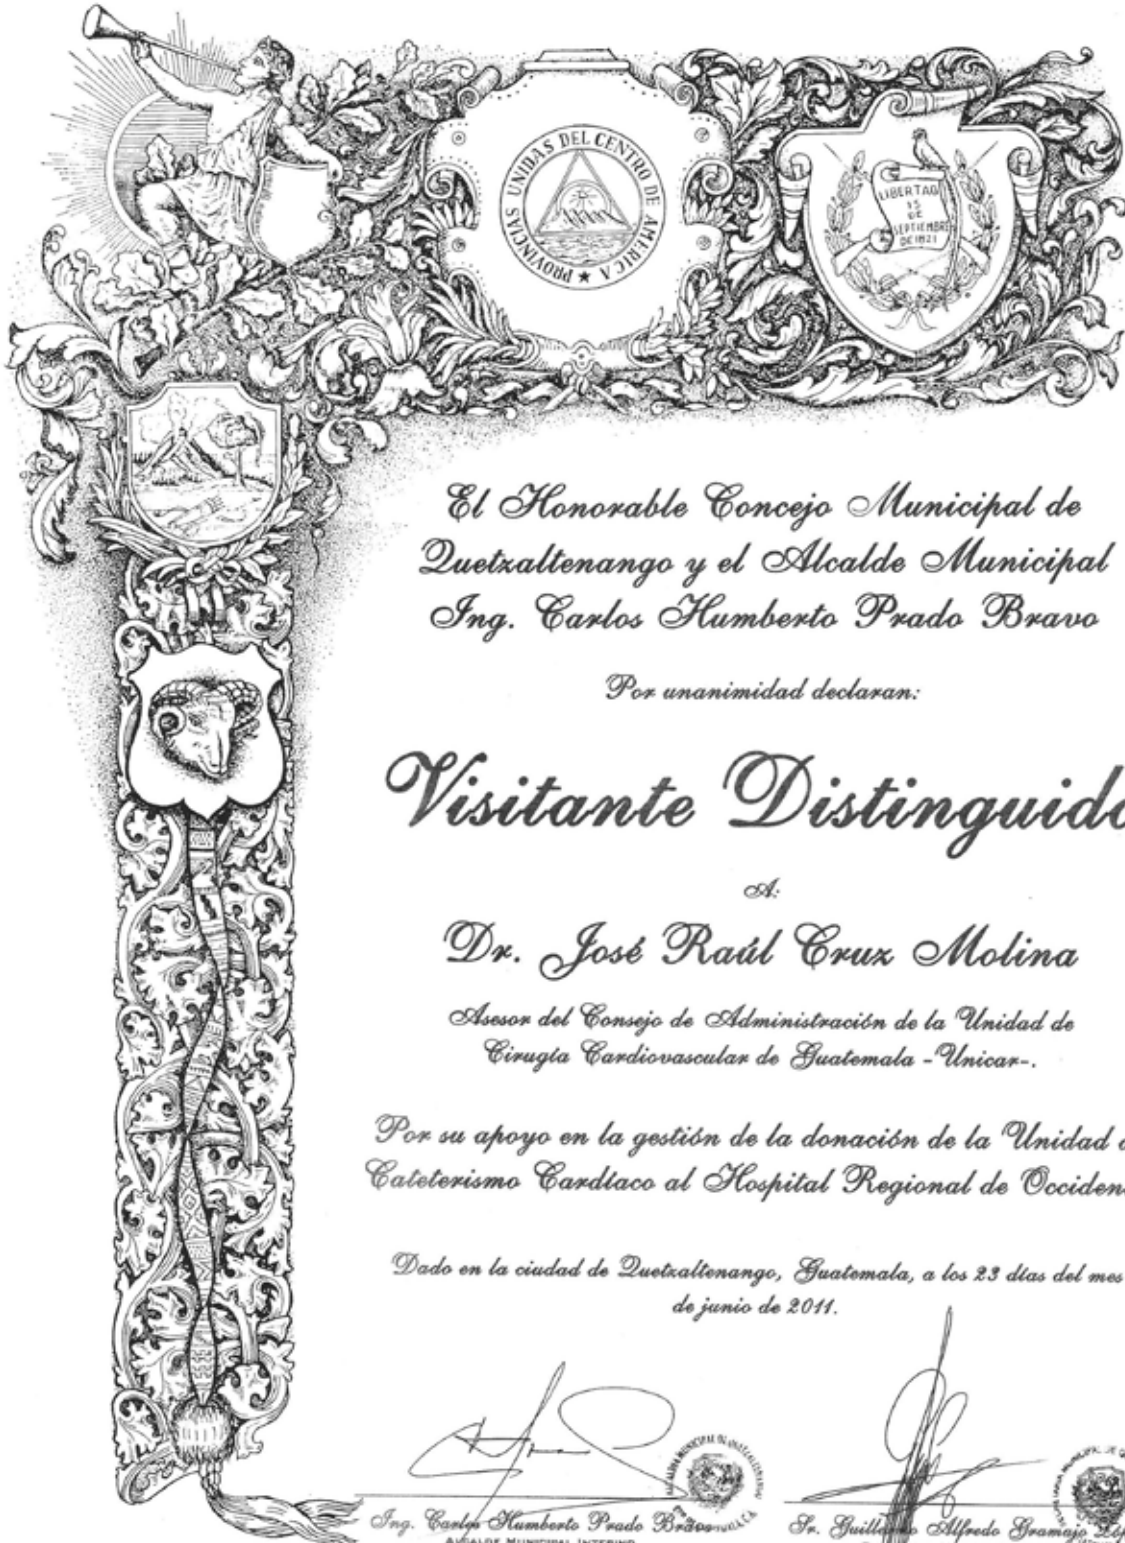 PROVINCIAS UNIDAS DEL CENTRO DE AMERICA
LIBERTAD
15
DE
SEPTIEMBRE
DE 1821
El Honorable Concejo Municipal de
Quetzaltenango y el Alcalde Municipal
Ing. Carlos Humberto Prado Bravo
Por unanimidad declaran:
Visitante Distinguido
A:
Dr. José Raúl Cruz Molina
Asesor del Consejo de Administración de la Unidad de
Cirugía Cardiovascular de Guatemala -Unicar-.
Por su apoyo en la gestión de la donación de la Unidad d
Cateterismo Cardíaco al Hospital Regional de Occiden
Dado en la ciudad de Quetzaltenango, Guatemala, a los 23 días del mes
de junio de 2011.
Ing. Carlos Humberto Prado Bravo
ALCALDE MUNICIPAL INTERINO
Sr. Guillermo Alfredo Gramajo Lóp